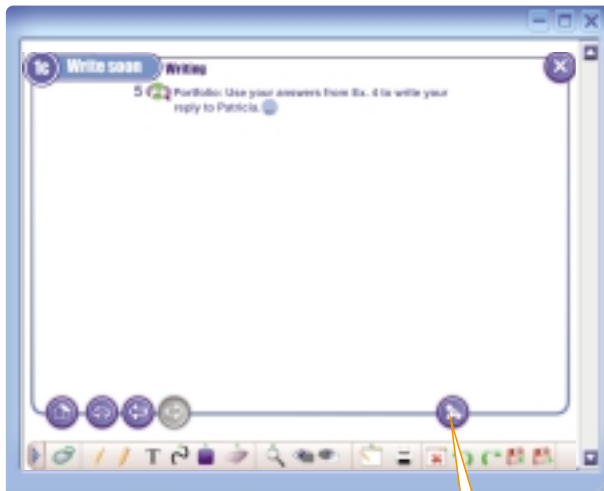 1c Write soon Writing
5 Portfolio: Use your answers from Ex. 4 to write your
reply to Patricia.
T